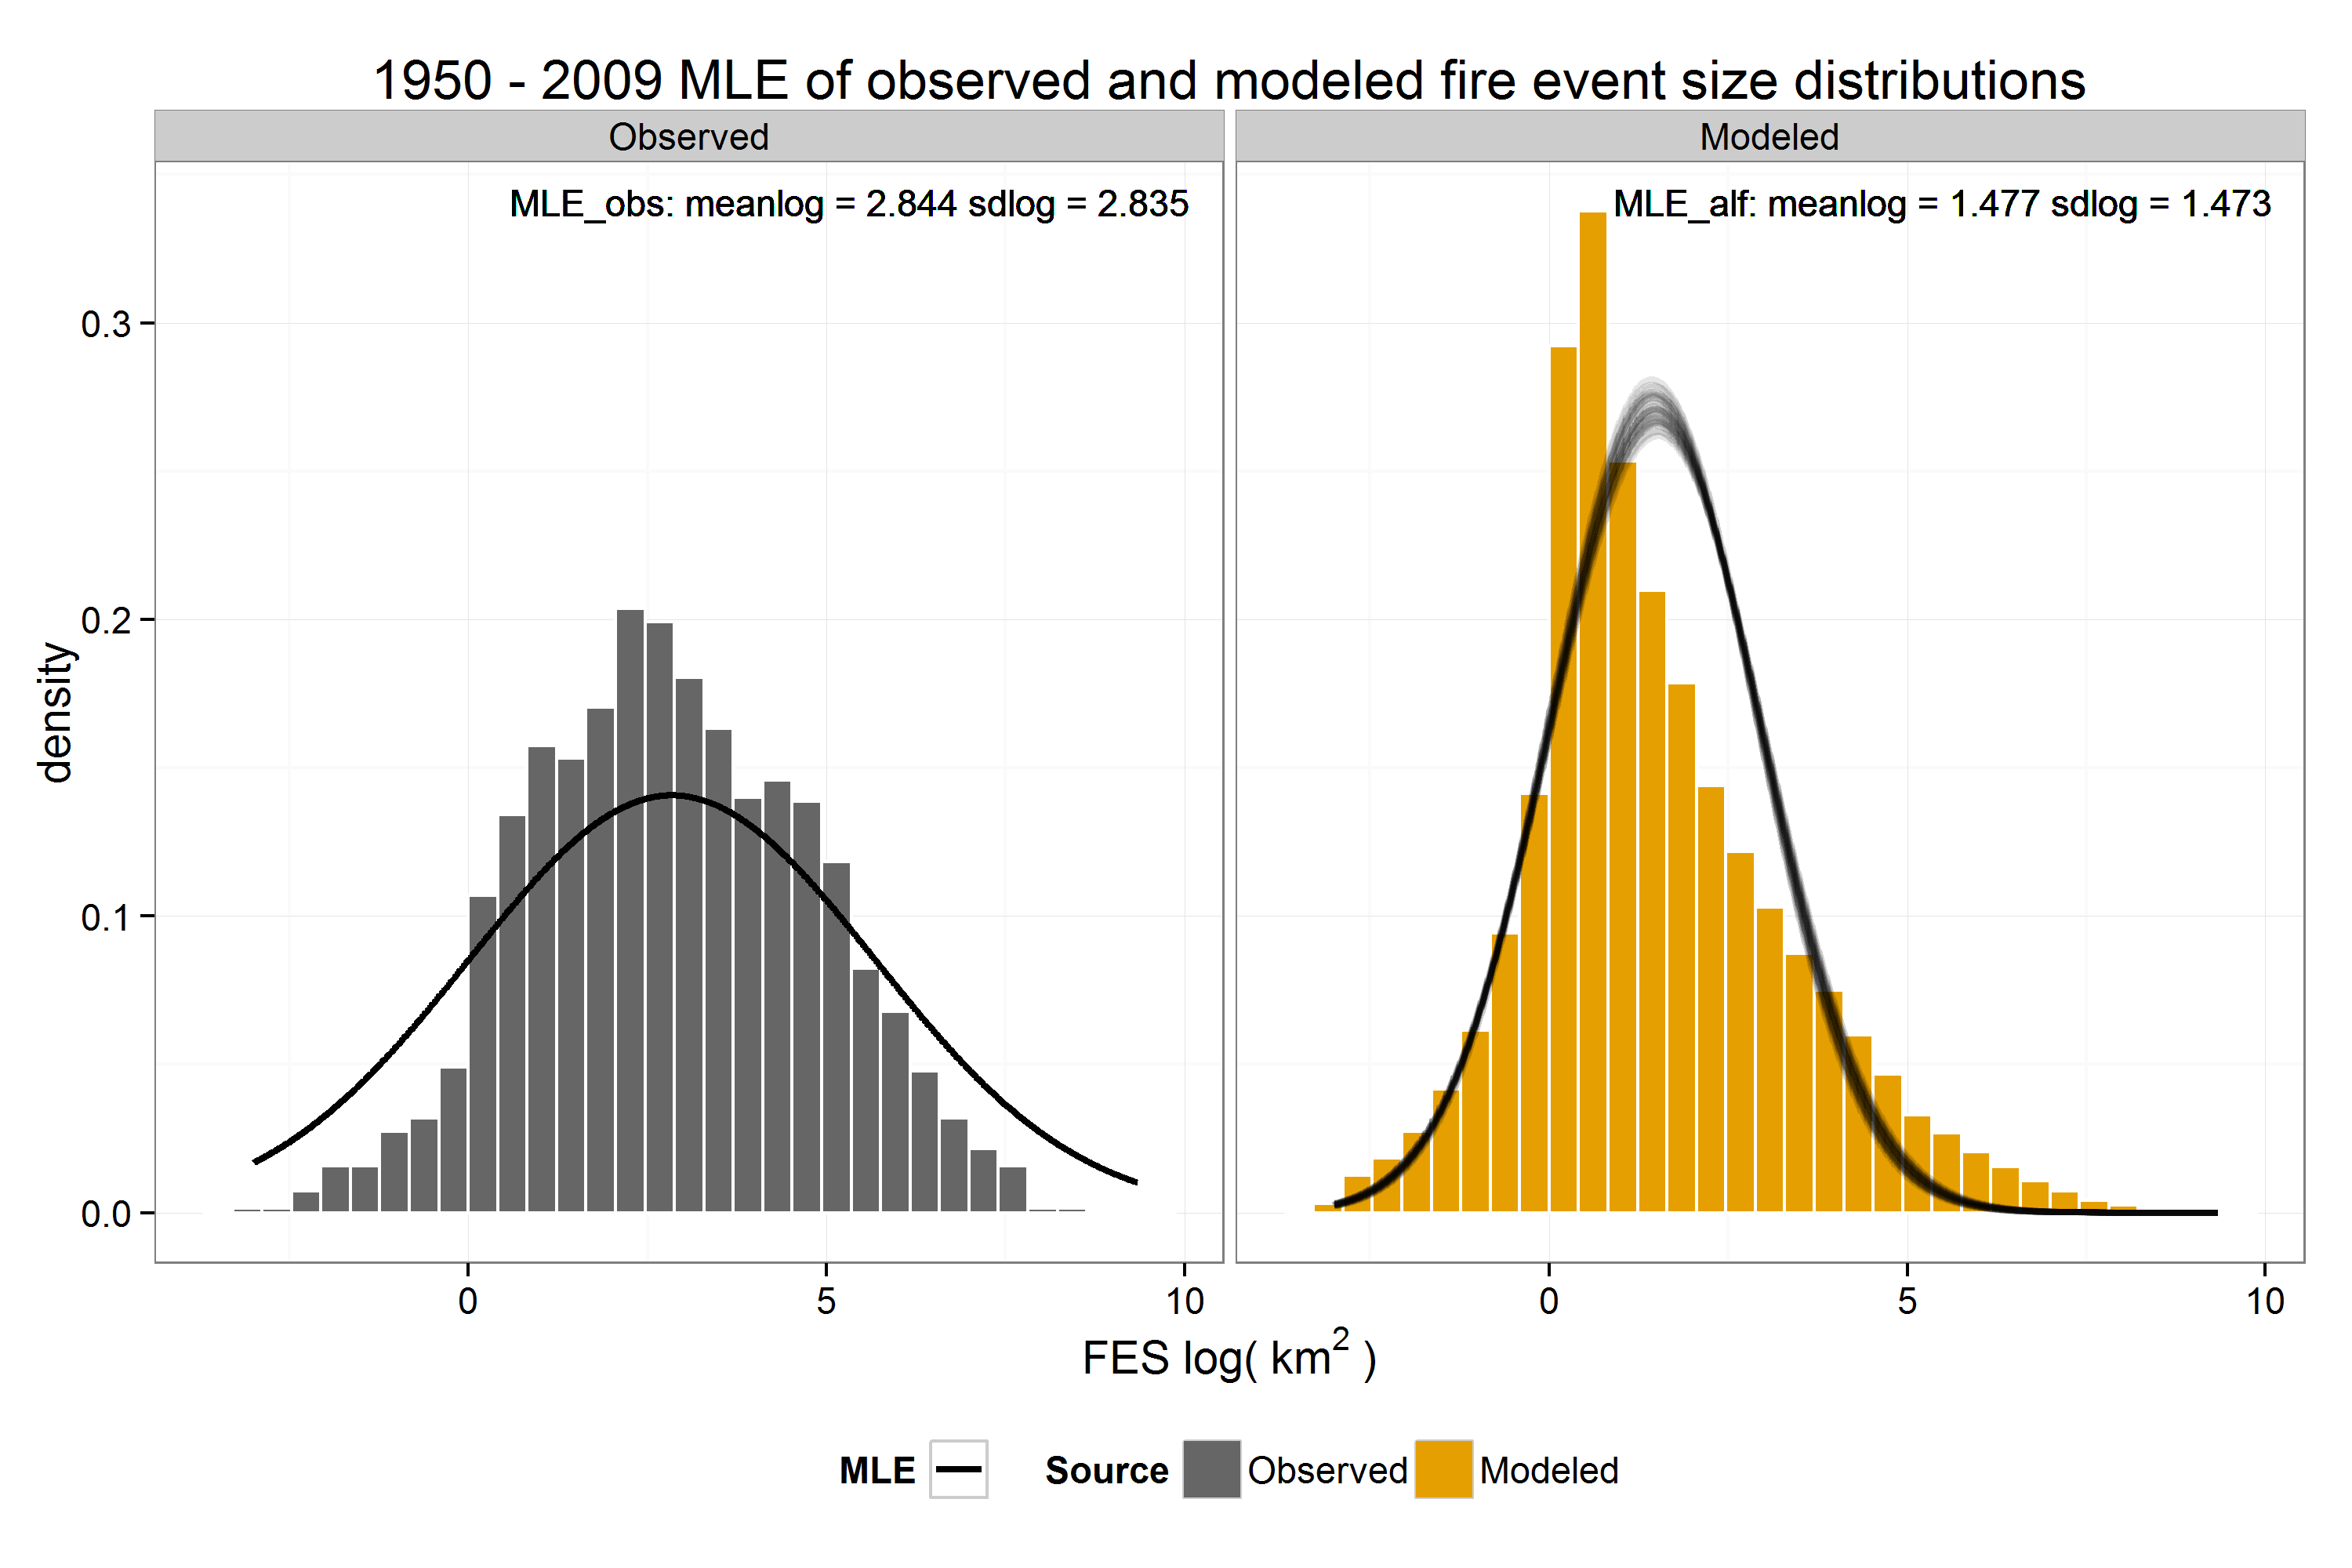 1950 - 2009 MLE of observed and modeled fire event size distributions
Observed
Modeled
MLE_obs: meanlog = 2.844 sdlog = 2.835
MLE_alf: meanlog = 1.477 sdlog = 1.473
density
0.3
0.2
0.1
0.0
0 5 10
0 5 10
FES log( km² )
MLE Source Observed Modeled